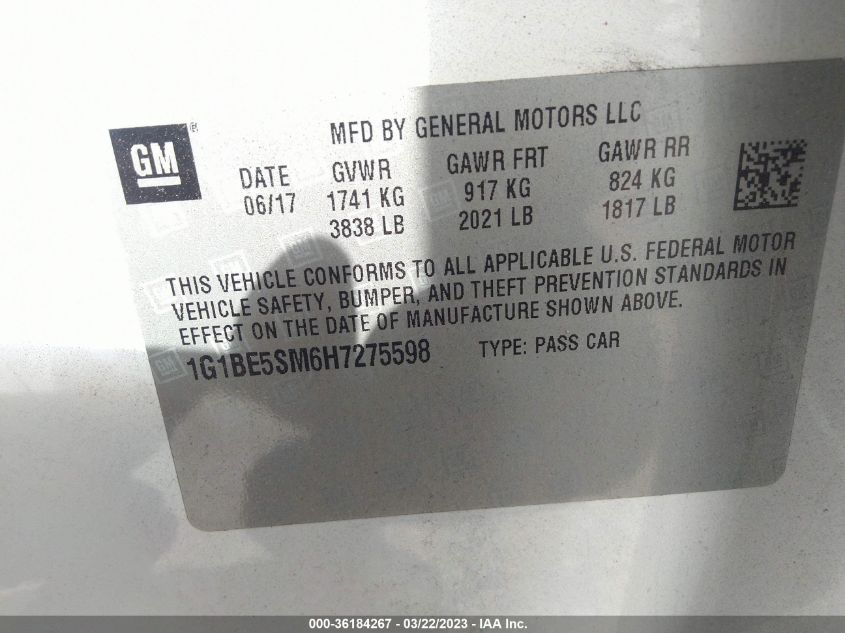 MFD BY GENERAL MOTORS LLC
GM®
DATE GVWR GAWR FRT GAWR RR
06/17 1741 KG 917 KG 824 KG
3838 LB 2021 LB 1817 LB
THIS VEHICLE CONFORMS TO ALL APPLICABLE U.S. FEDERAL MOTOR
VEHICLE SAFETY, BUMPER, AND THEFT PREVENTION STANDARDS IN
EFFECT ON THE DATE OF MANUFACTURE SHOWN ABOVE.
1G1BE5SM6H7275598 TYPE: PASS CAR
000-36184267 - 03/22/2023 - IAA Inc.